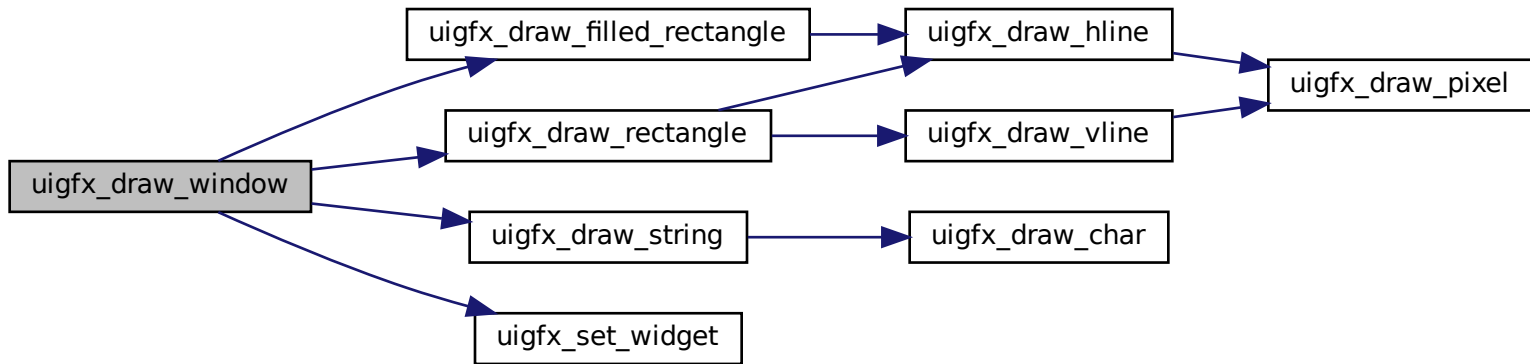 uigfx_draw_filled_rectangle
uigfx_draw_hline
uigfx_draw_pixel
uigfx_draw_rectangle
uigfx_draw_vline
uigfx_draw_window
uigfx_draw_string
uigfx_draw_char
uigfx_set_widget